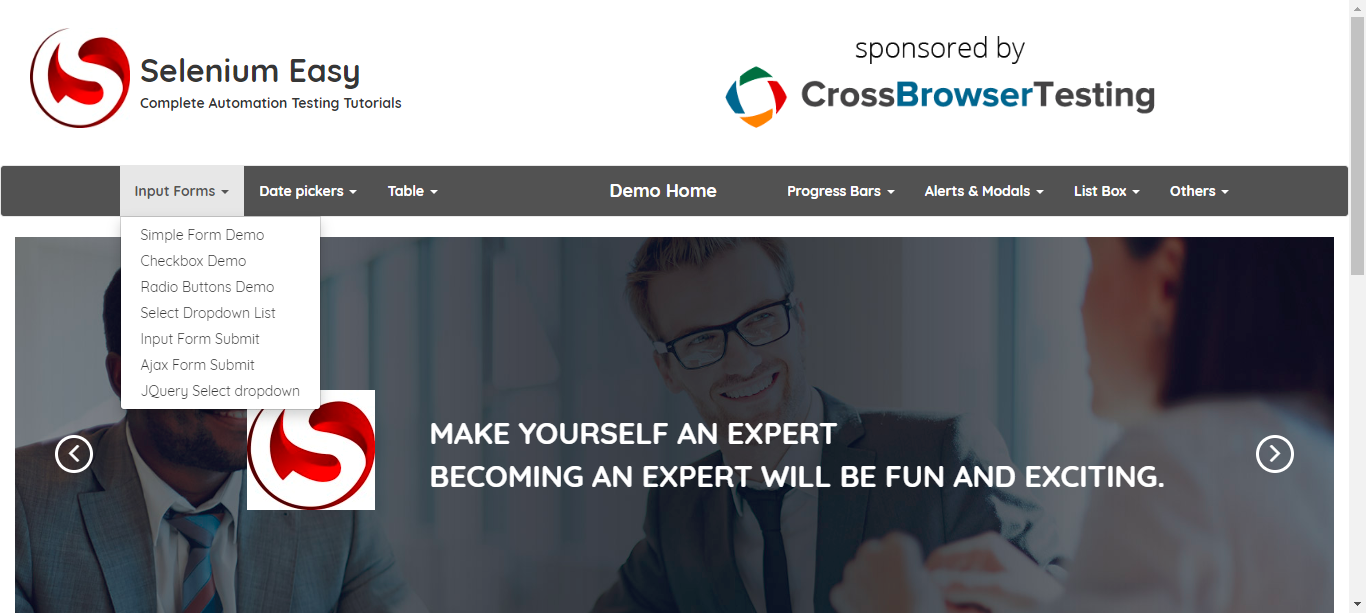 Selenium Easy
Complete Automation Testing Tutorials
sponsored by
CrossBrowserTesting
Input Forms Date pickers Table Demo Home Progress Bars Alerts & Modals List Box Others
Simple Form Demo
Checkbox Demo
Radio Buttons Demo
Select Dropdown List
Input Form Submit
Ajax Form Submit
JQuery Select dropdown
MAKE YOURSELF AN EXPERT
BECOMING AN EXPERT WILL BE FUN AND EXCITING.